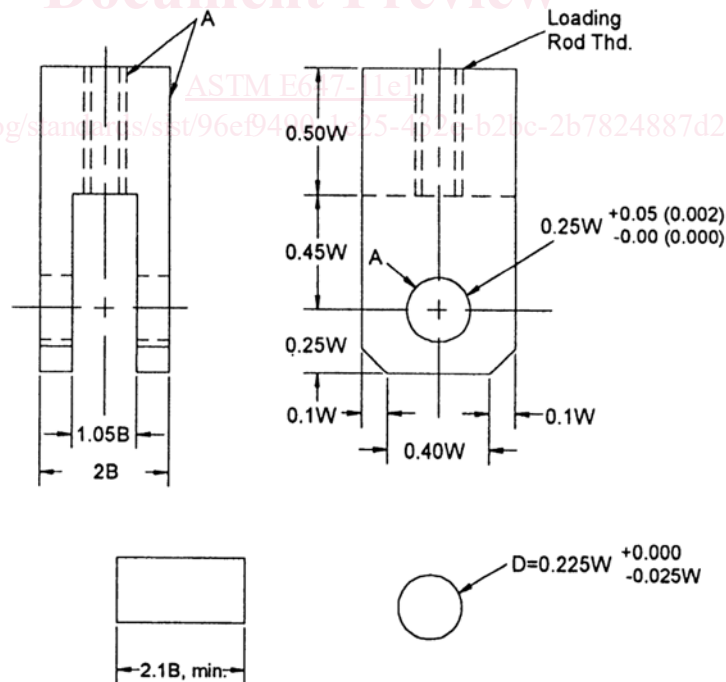 Document Preview
A
Loading
Rod Thd.
ASTM E647-11e1
0.50W
0.25W +0.05 (0.002)
-0.00 (0.000)
0.45W
A
0.25W
0.1W
0.1W
1.05B
0.40W
2B
D=0.225W +0.000
-0.025W
2.1B, min.